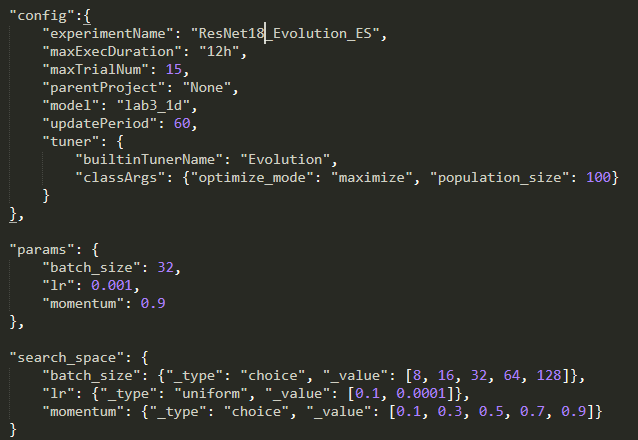 "config":{
"experimentName": "ResNet18_Evolution_ES",
"maxExecDuration": "12h",
"maxTrialNum": 15,
"parentProject": "None",
"model": "lab3_1d",
"updatePeriod": 60,
"tuner": {
"builtinTunerName": "Evolution",
"classArgs": {"optimize_mode": "maximize", "population_size": 100}
}
},
"params": {
"batch_size": 32,
"lr": 0.001,
"momentum": 0.9
},
"search_space": {
"batch_size": {"_type": "choice", "_value": [8, 16, 32, 64, 128]},
"lr": {"_type": "uniform", "_value": [0.1, 0.0001]},
"momentum": {"_type": "choice", "_value": [0.1, 0.3, 0.5, 0.7, 0.9]}
}